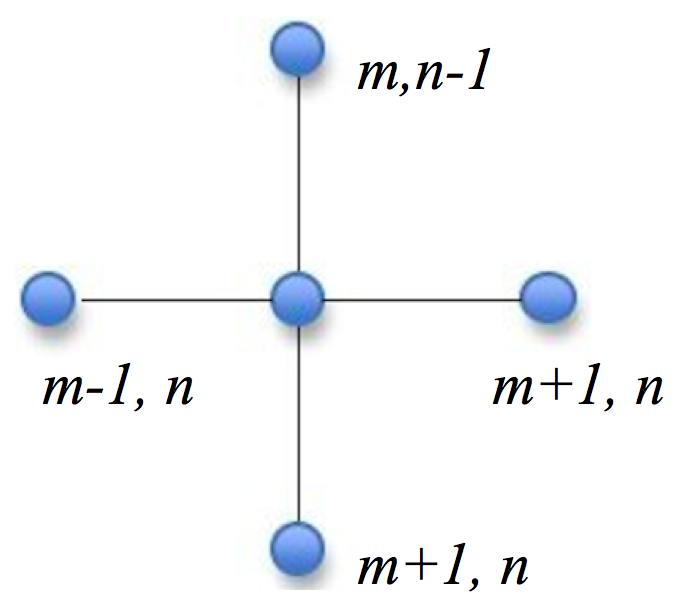 m,n-1
m-1, n
m+1, n
m+1, n